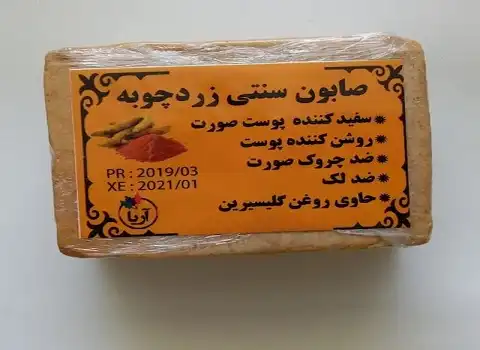 صابون سنتی زردچوبه
سفید کننده پوست صورت
روشن کننده پوست
ضد چروک صورت
ضد لک
حاوی روغن گلیسیرین
PR : 2019/03
XE : 2021/01
آریا